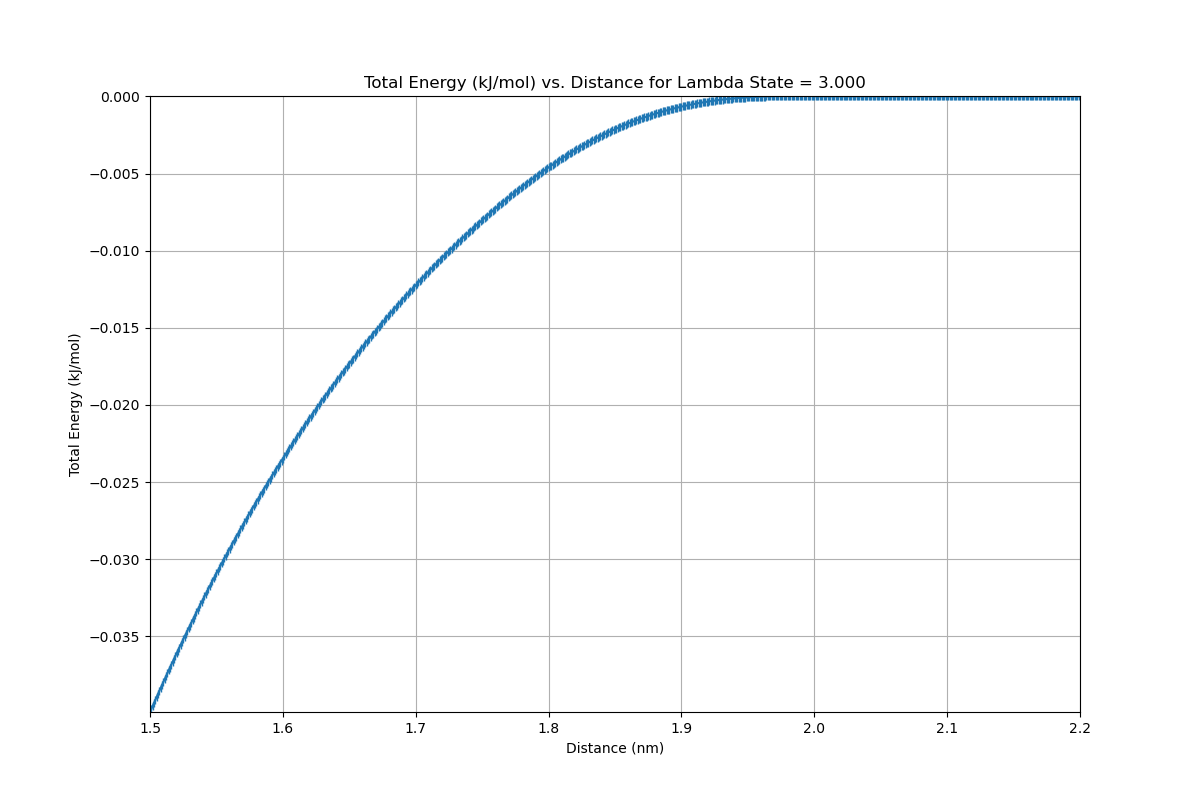 Total Energy (kJ/mol) vs. Distance for Lambda State = 3.000
0.000
−0.005
−0.010
−0.015
−0.020
−0.025
−0.030
−0.035
Total Energy (kJ/mol)
1.5 1.6 1.7 1.8 1.9 2.0 2.1 2.2
Distance (nm)